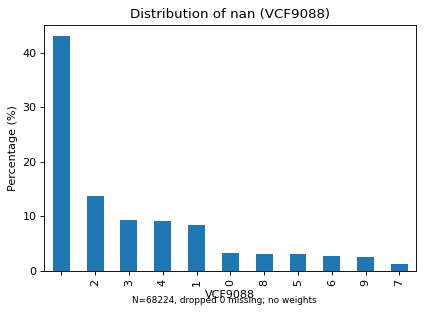 Distribution of nan (VCF9088)
Percentage (%)
40
30
20
10
0
2 3 4 1 0 8 5 6 9 7
VCF9088
N=68224, dropped 0 missing; no weights